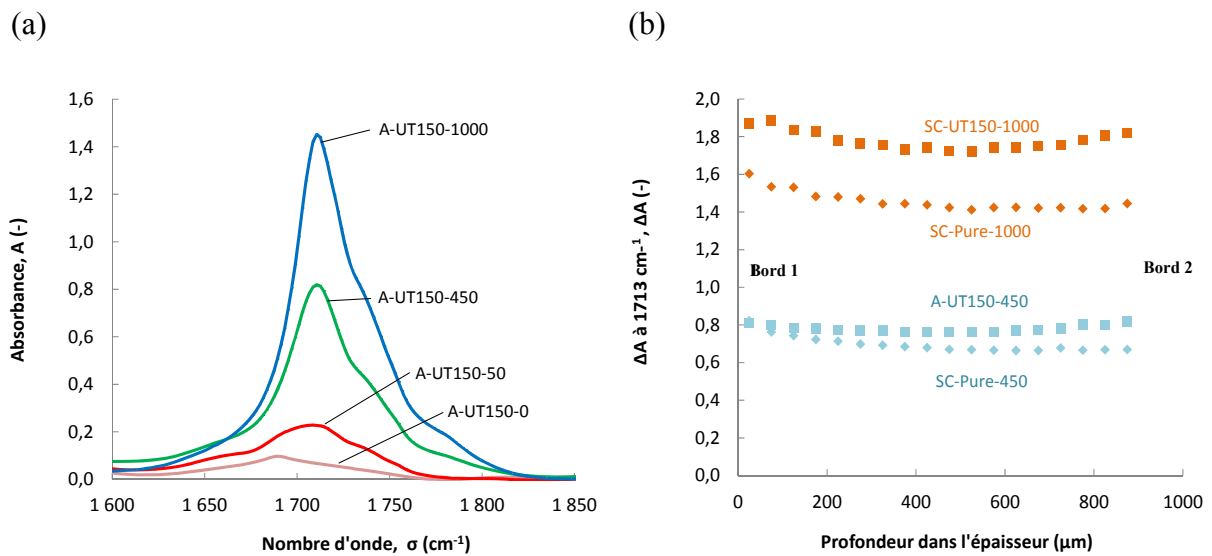 (a)
(b)
1,6
1,4
1,2
1,0
0,8
0,6
0,4
0,2
0,0
Absorbance, A (-)
A-UT150-1000
A-UT150-450
A-UT150-50
A-UT150-0
1 600
1 650
1 700
1 750
1 800
1 850
Nombre d'onde, σ (cm⁻¹)
2,0
1,8
1,6
1,4
1,2
1,0
0,8
0,6
0,4
0,2
0,0
ΔA à 1713 cm⁻¹, ΔA (-)
SC-UT150-1000
SC-Pure-1000
Bord 1
Bord 2
A-UT150-450
SC-Pure-450
0
200
400
600
800
1000
Profondeur dans l'épaisseur (μm)